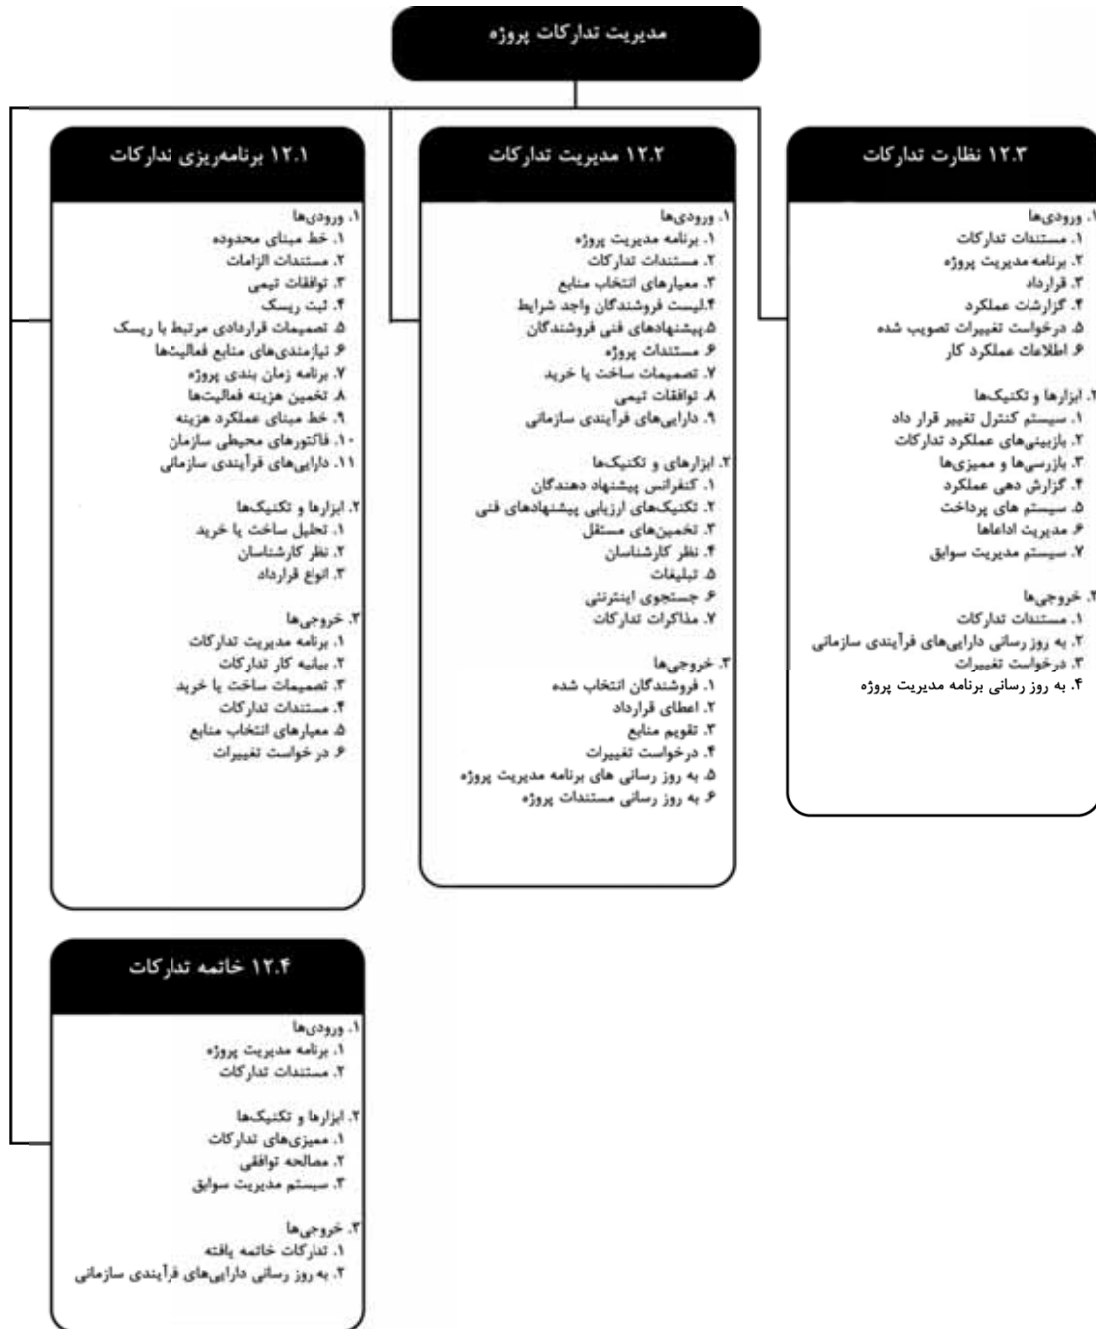 مدیریت تدارکات پروژه
۱۲.۱ برنامه‌ریزی تدارکات
۱. ورودی‌ها
۱. خط مبنای محدوده
۲. مستندات الزامات
۳. توافقات تیمی
۴. ثبت ریسک
۵. تصمیمات قراردادی مرتبط با ریسک
۶. نیازمندی‌های منابع فعالیت‌ها
۷. برنامه زمان بندی پروژه
۸. تخمین هزینه فعالیت‌ها
۹. خط مبنای عملکرد هزینه
۱۰. فاکتورهای محیطی سازمان
۱۱. دارایی‌های فرآیندی سازمانی
۲. ابزارها و تکنیک‌ها
۱. تحلیل ساخت یا خرید
۲. نظر کارشناسان
۳. انواع قرارداد
۳. خروجی‌ها
۱. برنامه مدیریت تدارکات
۲. بیانیه کار تدارکات
۳. تصمیمات ساخت یا خرید
۴. مستندات تدارکات
۵. معیارهای انتخاب منابع
۶. درخواست تغییرات
۱۲.۲ مدیریت تدارکات
۱. ورودی‌ها
۱. برنامه مدیریت پروژه
۲. مستندات تدارکات
۳. معیارهای انتخاب منابع
۴.لیست فروشندگان واجد شرایط
۵.پیشنهادهای فنی فروشندگان
۶. مستندات پروژه
۷. تصمیمات ساخت یا خرید
۸. توافقات تیمی
۹. دارایی‌های فرآیندی سازمانی
۲. ابزارهای و تکنیک‌ها
۱. کنفرانس پیشنهاد دهندگان
۲. تکنیک‌های ارزیابی پیشنهادهای فنی
۳. تخمین‌های مستقل
۴. نظر کارشناسان
۵. تبلیغات
۶. جستجوی اینترنتی
۷. مذاکرات تدارکات
۳. خروجی‌ها
۱. فروشندگان انتخاب شده
۲. اعطای قرارداد
۳. تقویم منابع
۴. درخواست تغییرات
۵. به روز رسانی های برنامه مدیریت پروژه
۶. به روز رسانی مستندات پروژه
۱۲.۳ نظارت تدارکات
۱. ورودی‌ها
۱. مستندات تدارکات
۲. برنامه مدیریت پروژه
۳. قرارداد
۴. گزارشات عملکرد
۵. درخواست تغییرات تصویب شده
۶. اطلاعات عملکرد کار
۲. ابزارها و تکنیک‌ها
۱. سیستم کنترل تغییر قرار داد
۲. بازبینی‌های عملکرد تدارکات
۳. بازرسی‌ها و ممیزی‌ها
۴. گزارش دهی عملکرد
۵. سیستم های پرداخت
۶. مدیریت اداعاها
۷. سیستم مدیریت سوابق
۳. خروجی‌ها
۱. مستندات تدارکات
۲. به روز رسانی دارایی‌های فرآیندی سازمانی
۳. درخواست تغییرات
۴. به روز رسانی برنامه مدیریت پروژه
۱۲.۴ خاتمه تدارکات
۱. ورودی‌ها
۱. برنامه مدیریت پروژه
۲. مستندات تدارکات
۲. ابزارها و تکنیک‌ها
۱. ممیزی‌های تدارکات
۲. مصالحه توافقی
۳. سیستم مدیریت سوابق
۳. خروجی‌ها
۱. تدارکات خاتمه یافته
۲. به روز رسانی دارایی‌های فرآیندی سازمانی